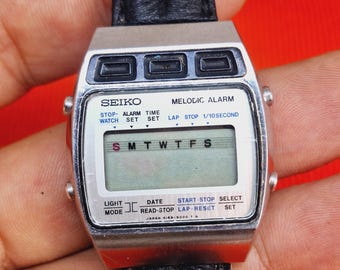 SEIKO MELODIC ALARM
STOP- ALARM TIME LAP STOP 1/10SECOND
WATCH SET SET
S M T W T F S
LIGHT DATE START·STOP SELECT
MODE READ·STOP LAP·RESET SET
JAPAN